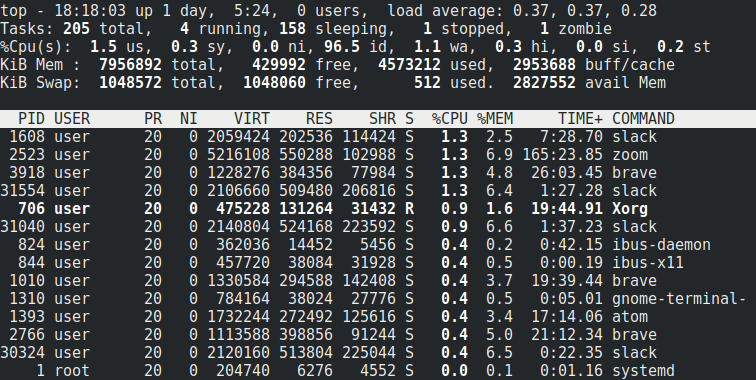 top - 18:18:03 up 1 day,  5:24,  0 users,  load average: 0.37, 0.37, 0.28
Tasks: 205 total,   4 running, 158 sleeping,   1 stopped,   1 zombie
%Cpu(s):  1.5 us,  0.3 sy,  0.0 ni, 96.5 id,  1.1 wa,  0.3 hi,  0.0 si,  0.2 st
KiB Mem :  7956892 total,   429992 free,  4573212 used,  2953688 buff/cache
KiB Swap:  1048572 total,  1048060 free,      512 used.  2827552 avail Mem
PID USER      PR  NI    VIRT    RES    SHR S  %CPU %MEM     TIME+ COMMAND
1608 user      20   0 2059424 202536 114424 S   1.3  2.5   7:28.70 slack
2523 user      20   0 5216108 550288 102988 S   1.3  6.9 165:23.85 zoom
3918 user      20   0 1228276 384356  77984 S   1.3  4.8  26:03.45 brave
31554 user      20   0 2106660 509480 206816 S   1.3  6.4   1:27.28 slack
706 user      20   0  475228 131264  31432 R   0.9  1.6  19:44.91 Xorg
31040 user      20   0 2140804 524168 223592 S   0.9  6.6   1:37.23 slack
824 user      20   0  362036  14452   5456 S   0.4  0.2   0:42.15 ibus-daemon
844 user      20   0  457720  38084  31928 S   0.4  0.5   0:00.19 ibus-x11
1010 user      20   0 1330584 294588 142408 S   0.4  3.7  19:39.44 brave
1310 user      20   0  784164  38024  27776 S   0.4  0.5   0:05.01 gnome-terminal-
1393 user      20   0 1732244 272492 125616 S   0.4  3.4  17:14.06 atom
2766 user      20   0 1113588 398856  91244 S   0.4  5.0  21:12.34 brave
30324 user      20   0 2120160 513804 225044 S   0.4  6.5   0:22.35 slack
1 root      20   0  204740   6276   4552 S   0.0  0.1   0:01.16 systemd